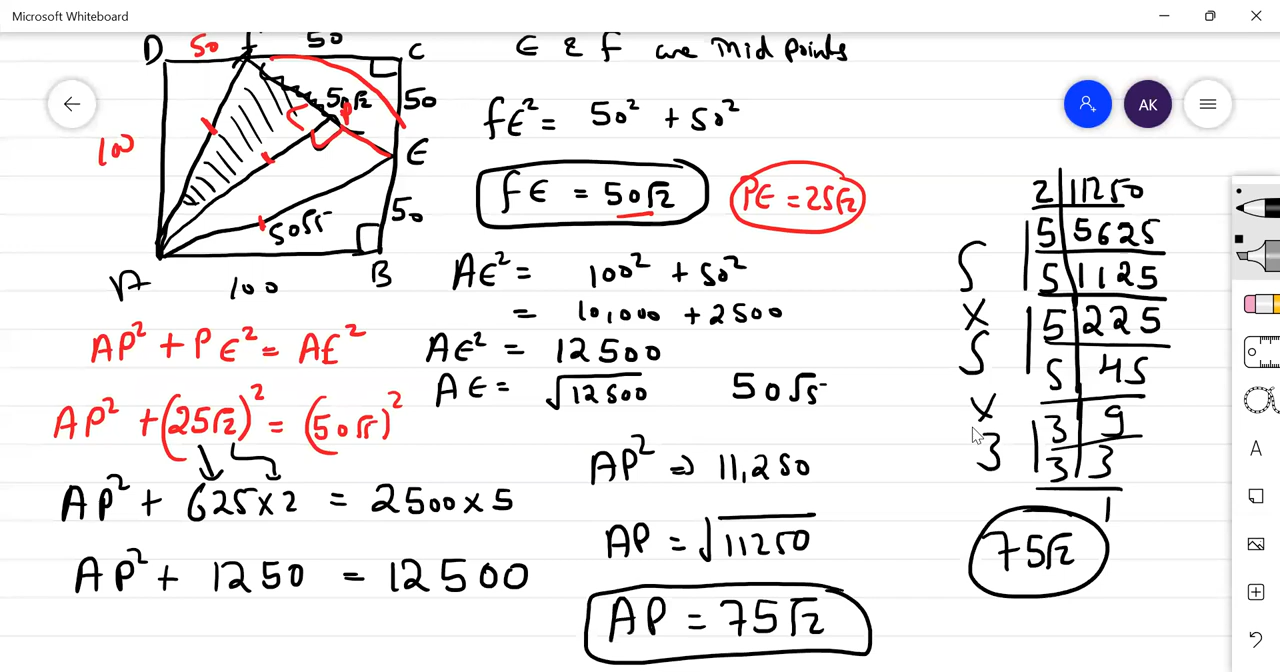 Microsoft Whiteboard
AK
D 50 F 50 C
E & F are Mid Points
50√2 P 50
100
E
50
50√5
A 100 B
FE² = 50² + 50²
FE = 50√2
PE = 25√2
AE² = 100² + 50²
= 10,000 + 2500
AE² = 12500
AE = √12500 50√5
AP² + PE² = AE²
AP² + (25√2)² = (50√5)²
AP² + 625×2 = 2500×5
AP² + 1250 = 12500
AP² ⇒ 11,250
AP = √11250
AP = 75√2
2 11250
5 5625
5 1125
5 225
5 45
3 9
3 3
1
5
×
5
×
3
75√2
A